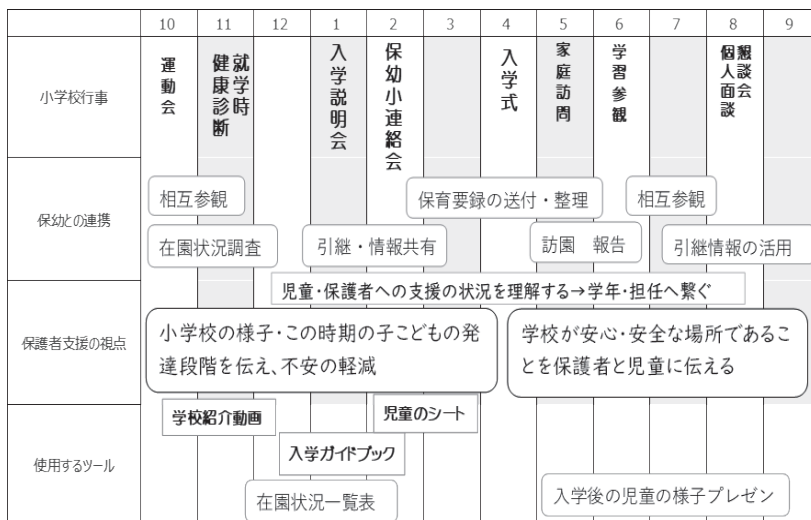 10 11 12 1 2 3 4 5 6 7 8 9
小学校行事
運動会
就学時
健康診断
入学説明会
保幼小連絡会
入学式
家庭訪問
学習参観
懇談会
個人面談
保幼との連携
相互参観
保育要録の送付・整理
相互参観
在園状況調査
引継・情報共有
訪園 報告
引継情報の活用
児童・保護者への支援の状況を理解する→学年・担任へ繋ぐ
保護者支援の視点
小学校の様子・この時期の子こどもの発
達段階を伝え、不安の軽減
学校が安心・安全な場所であるこ
とを保護者と児童に伝える
使用するツール
学校紹介動画
児童のシート
入学ガイドブック
在園状況一覧表
入学後の児童の様子プレゼン